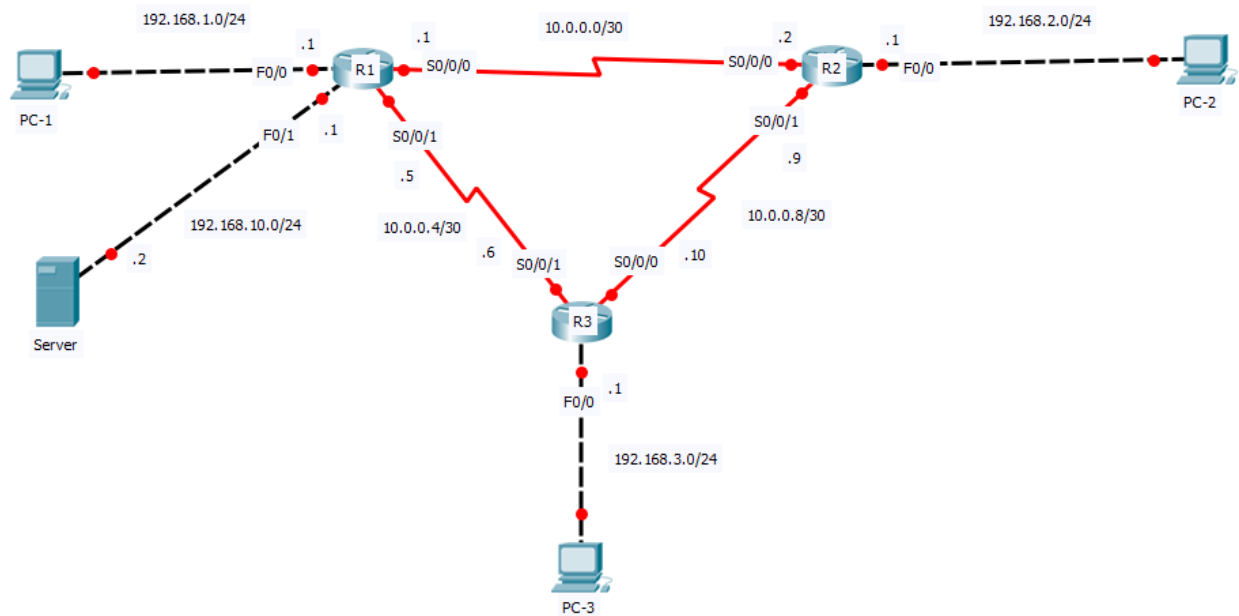 192.168.1.0/24
10.0.0.0/30
192.168.2.0/24
.1
.1
.2
.1
F0/0
R1
S0/0/0
S0/0/0
R2
F0/0
PC-1
PC-2
F0/1
.1
S0/0/1
S0/0/1
.5
.9
192.168.10.0/24
10.0.0.4/30
10.0.0.8/30
.2
.6
S0/0/1
S0/0/0
.10
R3
Server
.1
F0/0
192.168.3.0/24
PC-3